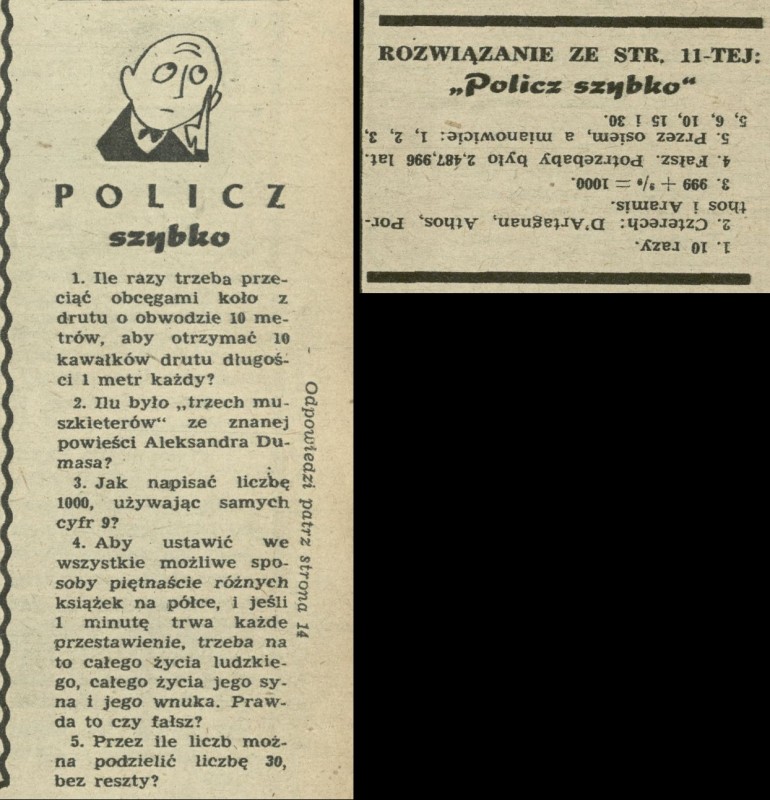 POLICZ
szybko
1. Ile razy trzeba prze-
ciąć obcęgami koło z
drutu o obwodzie 10 me-
trów, aby otrzymać 10
kawałków drutu długoś-
ci 1 metr każdy?
2. Ilu było „trzech mu-
szkieterów“ ze znanej
powieści Aleksandra Du-
masa?
3. Jak napisać liczbę
1000, używając samych
cyfr 9?
4. Aby ustawić we
wszystkie możliwe spo-
soby piętnaście różnych
książek na półce, i jeśli
1 minutę trwa każde
przestawienie, trzeba na
to całego życia ludzkie-
go, całego życia jego sy-
na i jego wnuka. Praw-
da to czy fałsz?
5. Przez ile liczb moż-
na podzielić liczbę 30,
bez reszty?
Odpowiedzi patrz strona 14
ROZWIĄZANIE ZE STR. 11-TEJ:
„Policz szybko“
1. 10 razy.
2. Czterech: D'Artagnan, Athos, Por-
thos i Aramis.
3. 999 + 9/9 = 1000.
4. Fałsz. Potrzebaby było 2,487,996 lat.
5. Przez osiem, a mianowicie: 1, 2, 3,
5, 6, 10, 15 i 30.